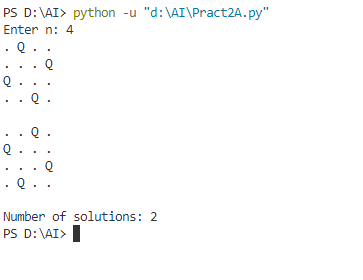 PS D:\AI> python -u "d:\AI\Pract2A.py"
Enter n: 4
. Q . .
. . . Q
Q . . .
. . Q .

. . Q .
Q . . .
. . . Q
. Q . .

Number of solutions: 2
PS D:\AI>